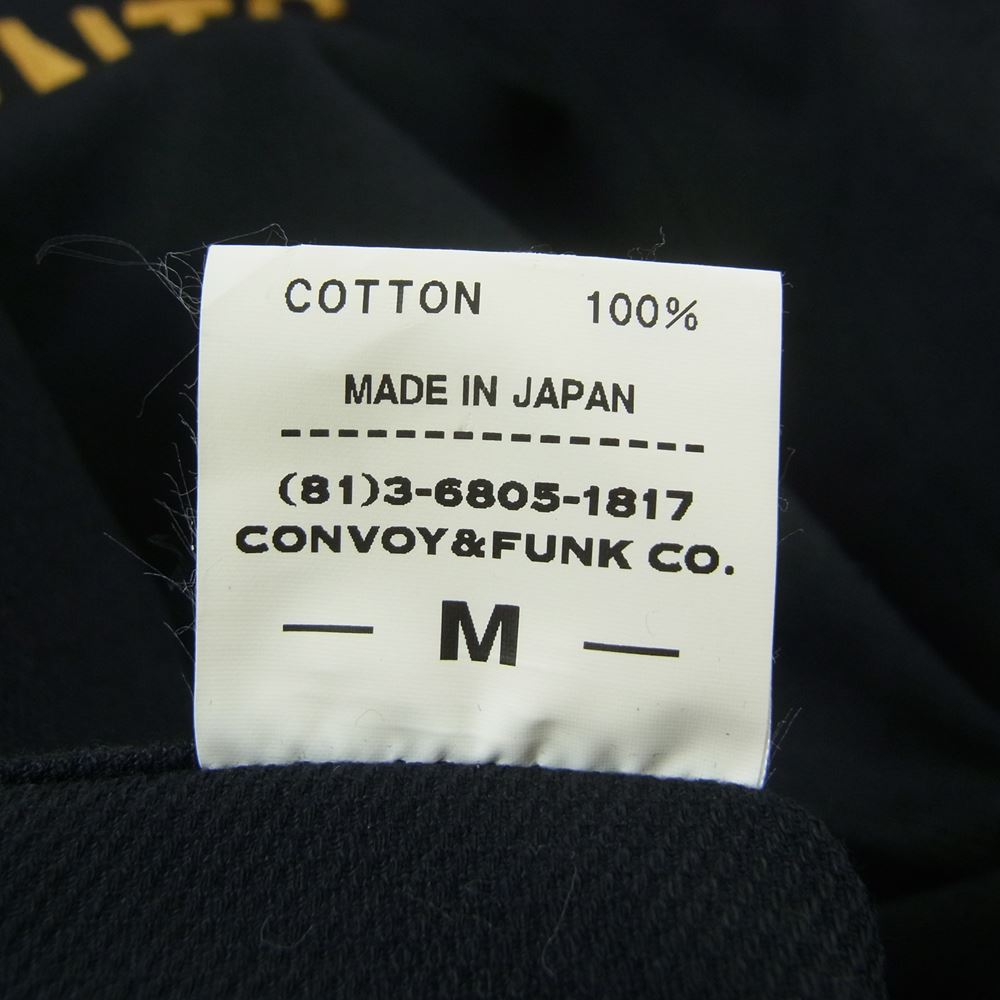 COTTON 100%
MADE IN JAPAN
(81)3-6805-1817
CONVOY&FUNK CO.
— M —